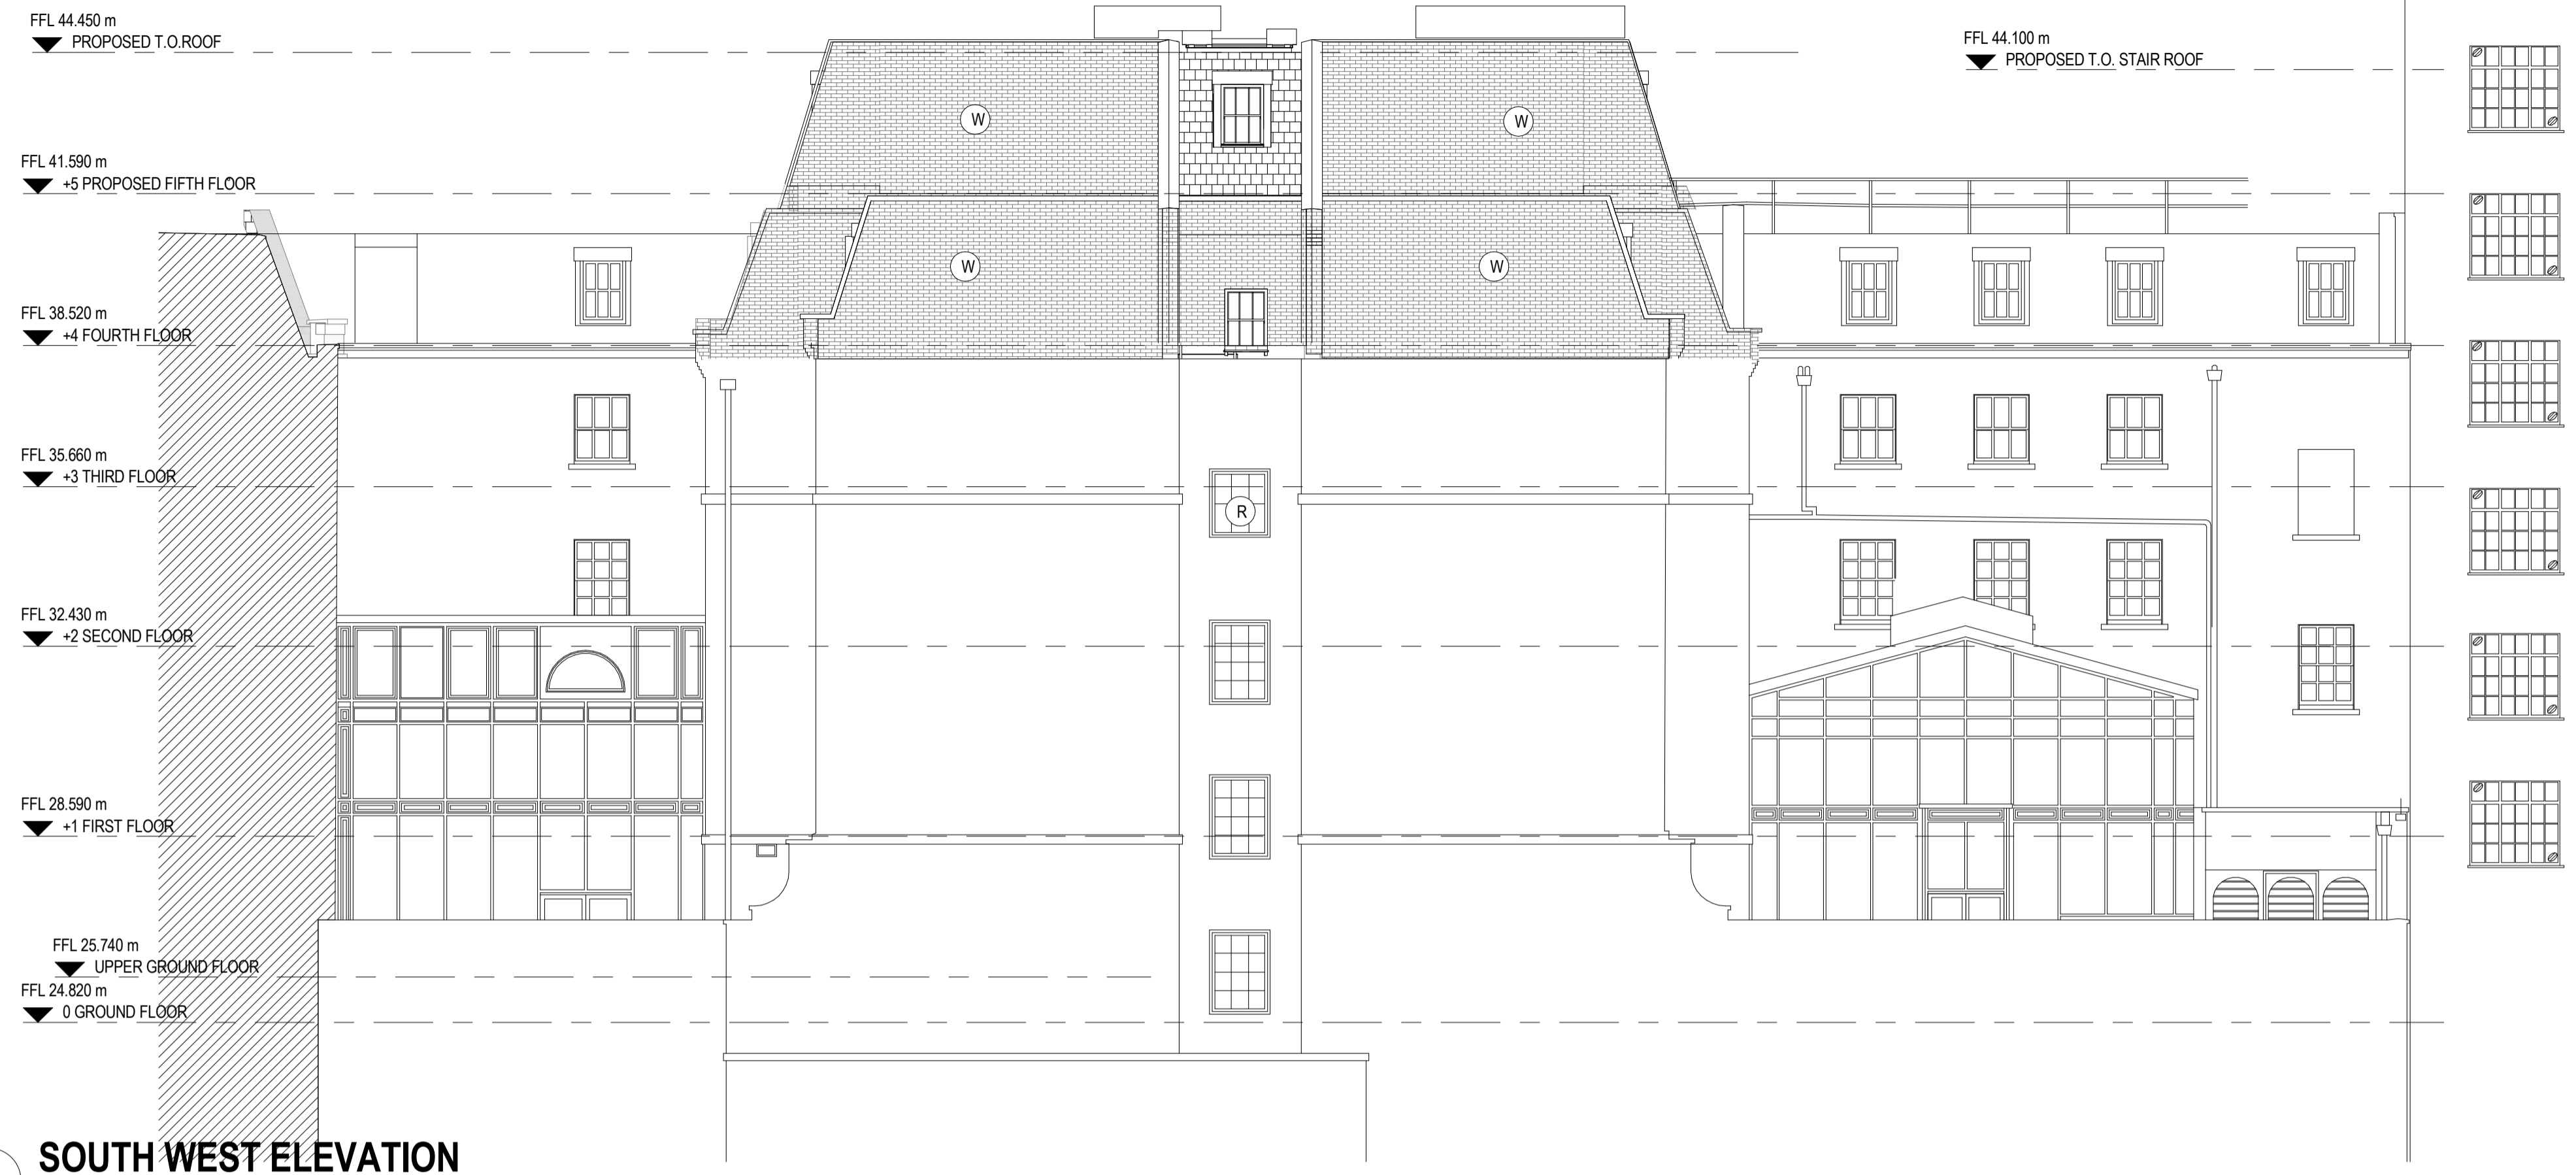 FFL 44.450 m
PROPOSED T.O.ROOF
FFL 44.100 m
PROPOSED T.O. STAIR ROOF
W
W
FFL 41.590 m
+5 PROPOSED FIFTH FLOOR
W
W
FFL 38.520 m
+4 FOURTH FLOOR
FFL 35.660 m
+3 THIRD FLOOR
R
FFL 32.430 m
+2 SECOND FLOOR
FFL 28.590 m
+1 FIRST FLOOR
FFL 25.740 m
UPPER GROUND FLOOR
FFL 24.820 m
0 GROUND FLOOR
SOUTH WEST ELEVATION